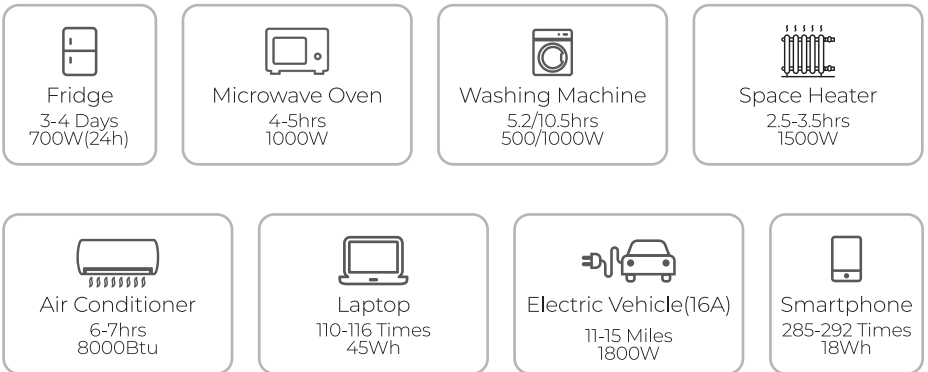 Fridge
3-4 Days
700W(24h)
Microwave Oven
4-5hrs
1000W
Washing Machine
5.2/10.5hrs
500/1000W
Space Heater
2.5-3.5hrs
1500W
Air Conditioner
6-7hrs
8000Btu
Laptop
110-116 Times
45Wh
Electric Vehicle(16A)
11-15 Miles
1800W
Smartphone
285-292 Times
18Wh